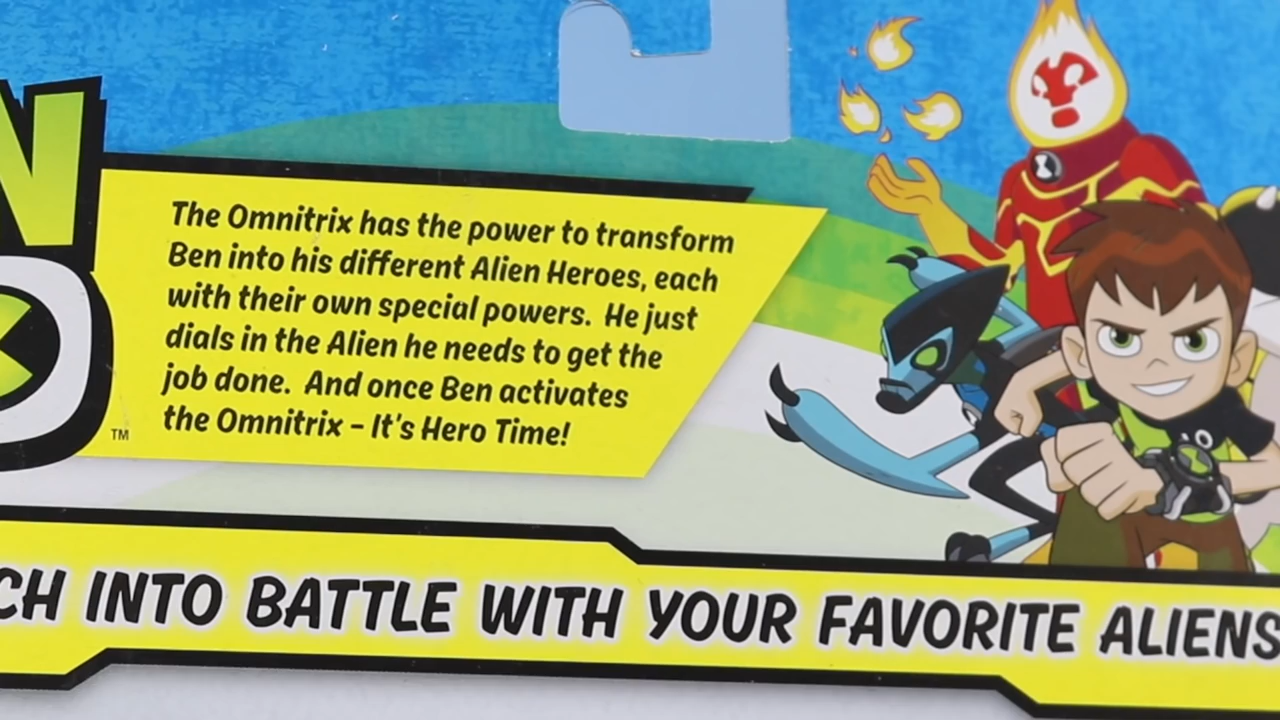 The Omnitrix has the power to transform
Ben into his different Alien Heroes, each
with their own special powers. He just
dials in the Alien he needs to get the
job done. And once Ben activates
the Omnitrix – It's Hero Time!
TM
INTO BATTLE WITH YOUR FAVORITE ALIENS